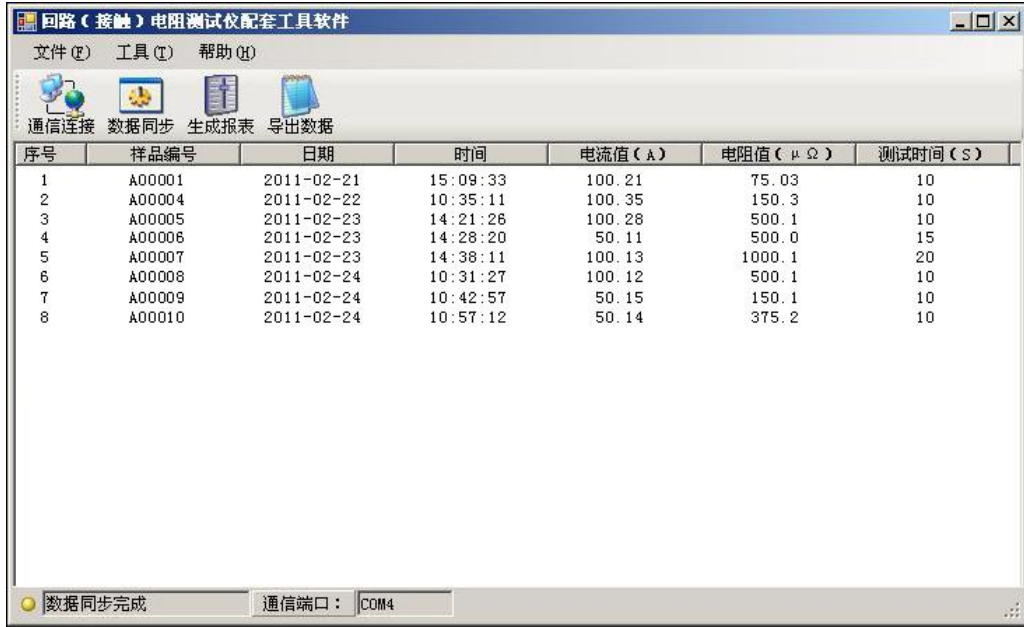 回路（接触）电阻测试仪配套工具软件
文件(F) 工具(T) 帮助(H)
通信连接 数据同步 生成报表 导出数据
序号 样品编号 日期 时间 电流值(A) 电阻值(μΩ) 测试时间(S)
1 A00001 2011-02-21 15:09:33 100.21 75.03 10
2 A00004 2011-02-22 10:35:11 100.35 150.3 10
3 A00005 2011-02-23 14:21:26 100.28 500.1 10
4 A00006 2011-02-23 14:28:20 50.11 500.0 15
5 A00007 2011-02-23 14:38:11 100.13 1000.1 20
6 A00008 2011-02-24 10:31:27 100.12 500.1 10
7 A00009 2011-02-24 10:42:57 50.15 150.1 10
8 A00010 2011-02-24 10:57:12 50.14 375.2 10
数据同步完成 通信端口： COM4